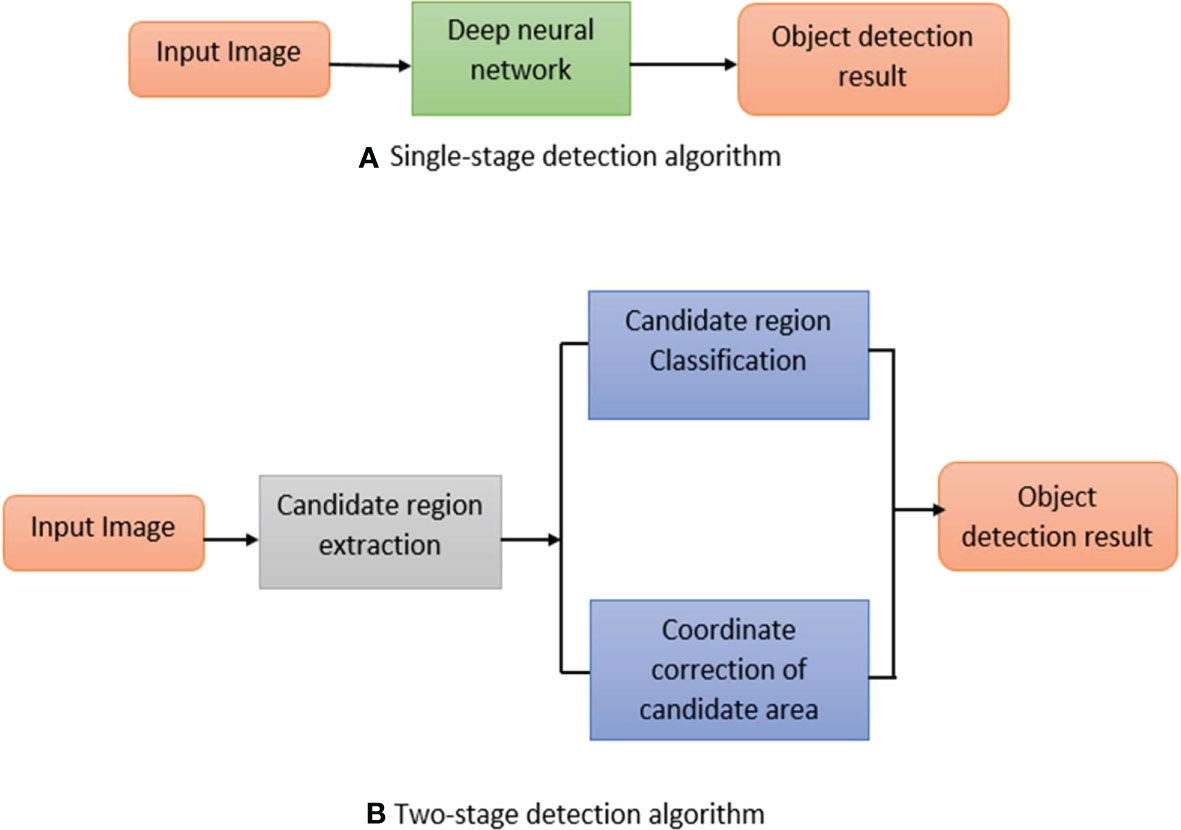 Input Image
Deep neural
network
Object detection
result
A Single-stage detection algorithm
Candidate region
Classification
Input Image
Candidate region
extraction
Object
detection result
Coordinate
correction of
candidate area
B Two-stage detection algorithm